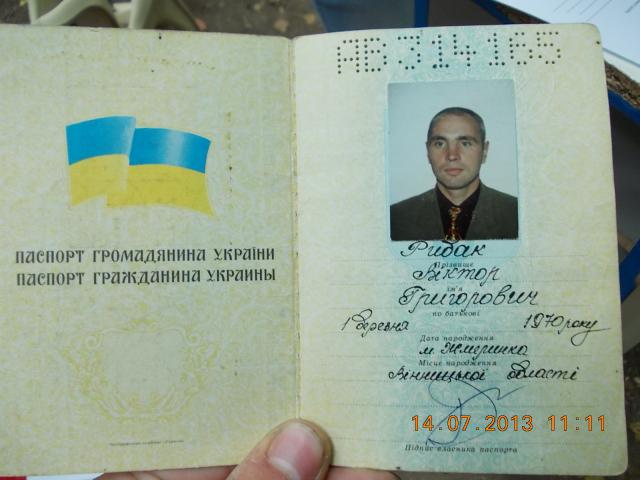 ПАСПОРТ ГРОМАДЯНИНА УКРАЇНИ
ПАСПОРТ ГРАЖДАНИНА УКРАИНЫ
АВ 314165
Рибак
Прізвище
Віктор
ім'я
Григорович
по батькові
1 березня 1970 року
Дата народження
м. Жмеринка
Місце народження
Вінницької області
14.07.2013 11:11
Підпис власника паспорта